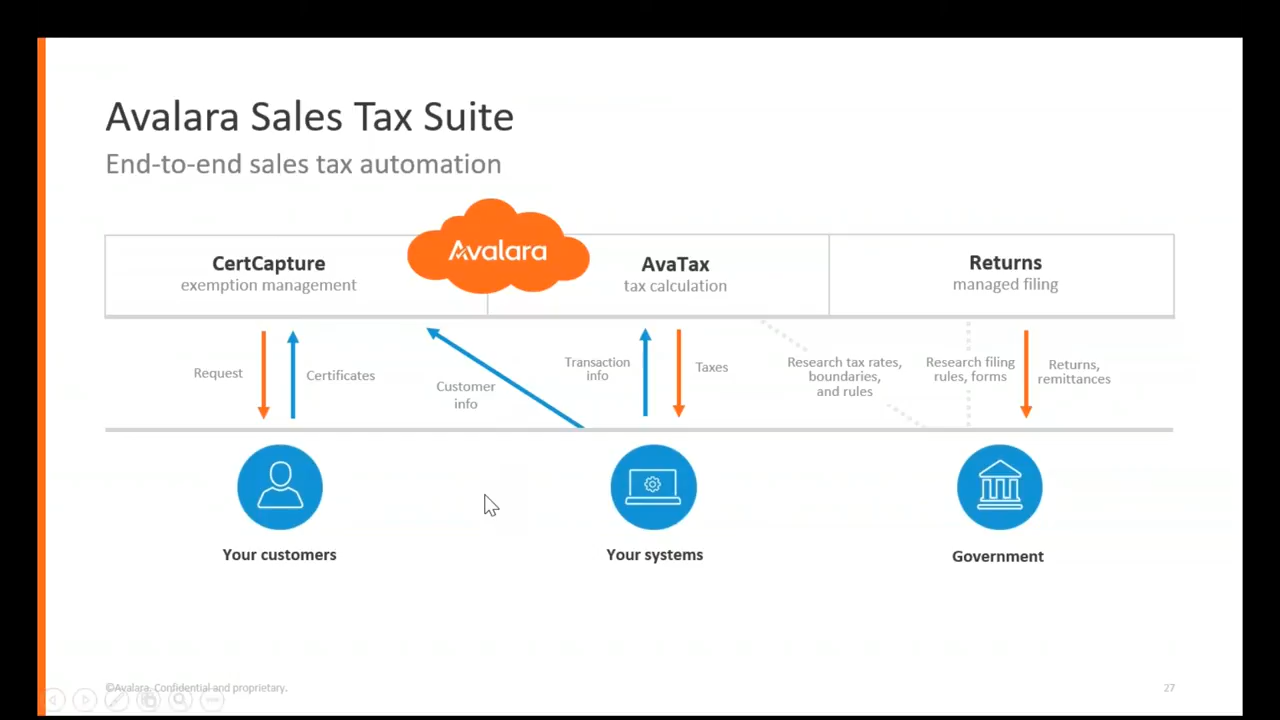 Avalara Sales Tax Suite
End-to-end sales tax automation
Avalara
CertCapture
exemption management
AvaTax
tax calculation
Returns
managed filing
Request
Certificates
Customer
info
Transaction
info
Taxes
Research tax rates,
boundaries,
and rules
Research filing
rules, forms
Returns,
remittances
Your customers
Your systems
Government
©Avalara. Confidential and proprietary.
27